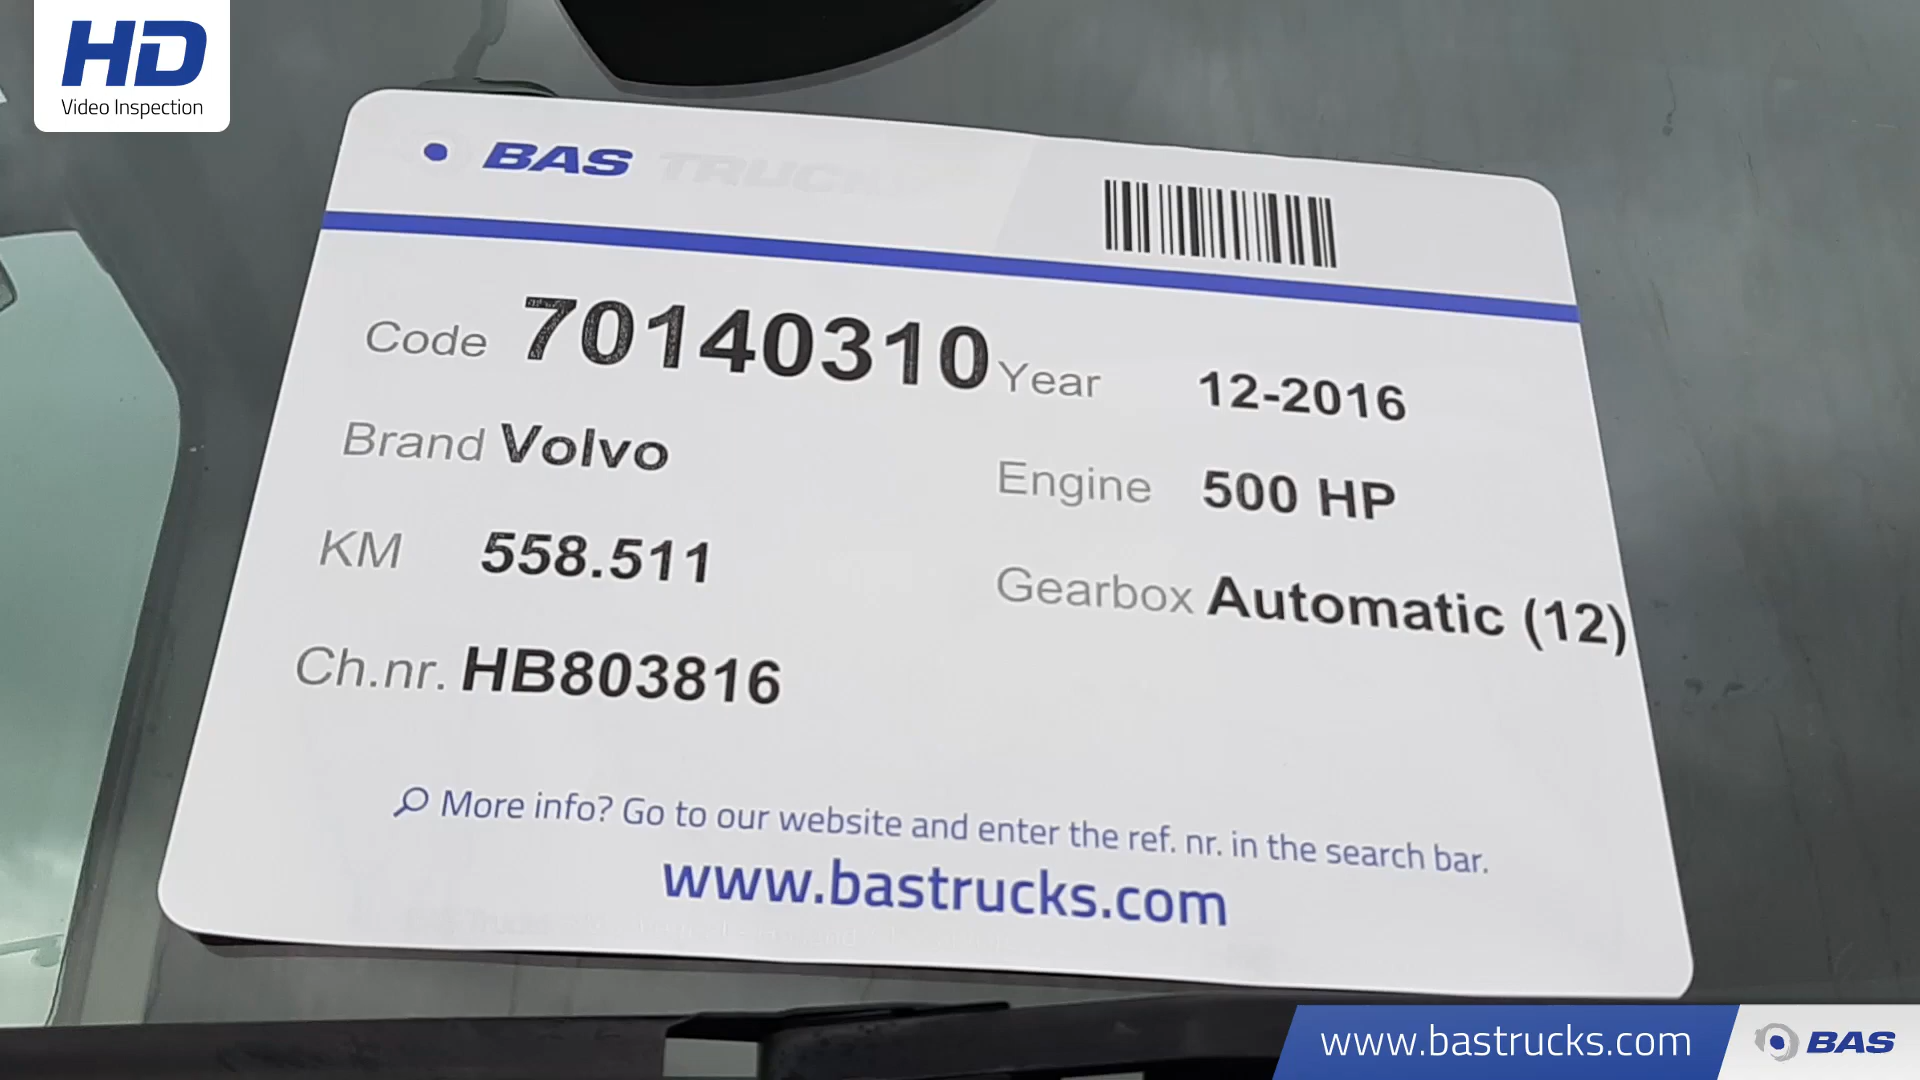 HD
Video Inspection
BAS TRUCKS
Code 70140310
Year 12-2016
Brand Volvo
Engine 500 HP
KM 558.511
Gearbox Automatic (12)
Ch.nr. HB803816
More info? Go to our website and enter the ref. nr. in the search bar.
www.bastrucks.com
www.bastrucks.com
BAS